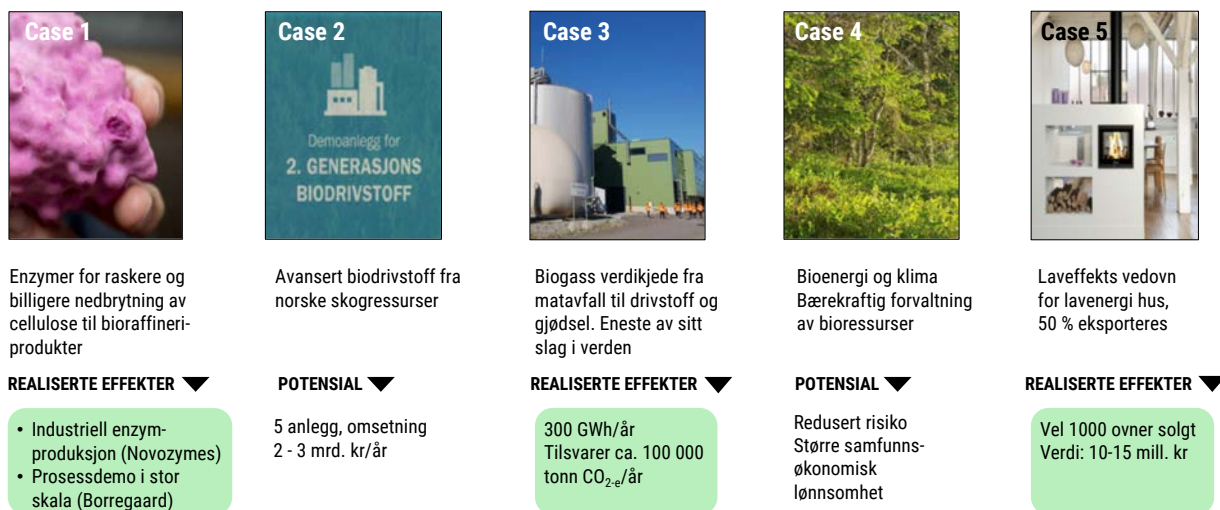 Case 1
Enzymer for raskere og
billigere nedbrytning av
cellulose til bioraffineri-
produkter
REALISERTE EFFEKTER
• Industriell enzym-
produksjon (Novozymes)
• Prosessdemo i stor
skala (Borregaard)
Case 2
Demoanlegg for
2. GENERASJONS
BIODRIVSTOFF
Avansert biodrivstoff fra
norske skogressurser
POTENSIAL
5 anlegg, omsetning
2 - 3 mrd. kr/år
Case 3
Biogass verdikjede fra
matavfall til drivstoff og
gjødsel. Eneste av sitt
slag i verden
REALISERTE EFFEKTER
300 GWh/år
Tilsvarer ca. 100 000
tonn CO2-e/år
Case 4
Bioenergi og klima
Bærekraftig forvaltning
av bioressurser
POTENSIAL
Redusert risiko
Større samfunns-
økonomisk
lønnsomhet
Case 5
Laveffekts vedovn
for lavenergi hus,
50 % eksporteres
REALISERTE EFFEKTER
Vel 1000 ovner solgt
Verdi: 10-15 mill. kr